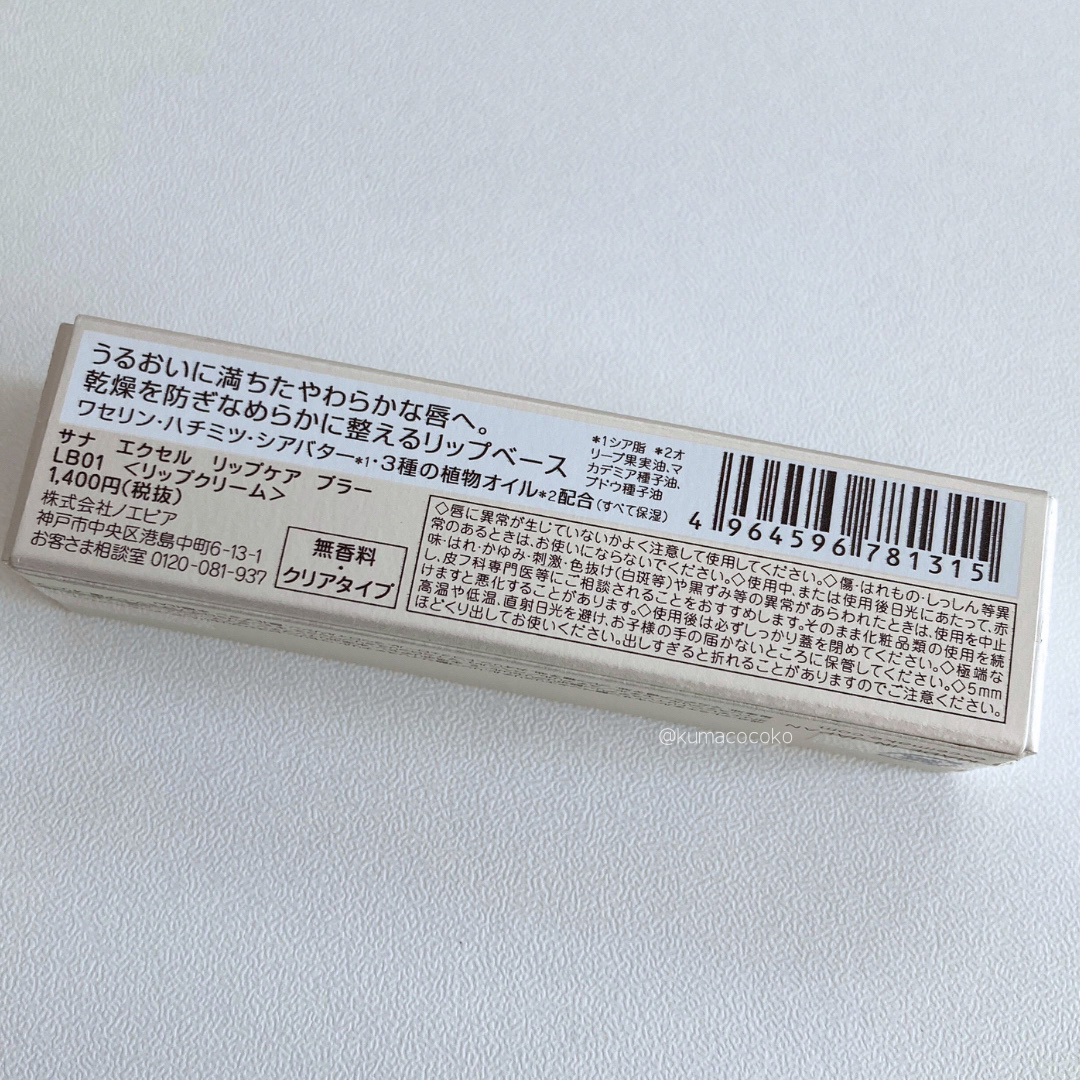 うるおいに満ちたやわらかな唇へ。
乾燥を防ぎなめらかに整えるリップベース
ワセリン・ハチミツ・シアバター*1・3種の植物オイル*2配合(すべて保湿)
*1シア脂 *2オ
リーブ果実油、マ
カデミア種子油、
ブドウ種子油
4 964596 781315
サナ エクセル リップケア ブラー
LB01 <リップクリーム>
1,400円(税抜)
株式会社ノエビア
神戸市中央区港島中町6-13-1
お客さま相談室 0120-081-937
無香料
・
クリアタイプ
◇唇に異常が生じていないかよく注意して使用してください。◇傷・はれもの・しっしん等異
常のあるときは、お使いにならないでください。◇使用中、または使用後日光にあたって、赤
味・はれ・かゆみ・刺激・色抜け(白斑等)や黒ずみ等の異常があらわれたときは、使用を中止
し、皮フ科専門医等にご相談されることをおすすめします。そのまま化粧品類の使用を続
けますと悪化することがあります。◇使用後は必ずしっかり蓋を閉めてください。◇極端な
高温や低温、直射日光を避け、お子様の手の届かないところに保管してください。◇5mm
ほどくり出してお使いください。出しすぎると折れることがありますのでご注意ください。
@kumacocoko